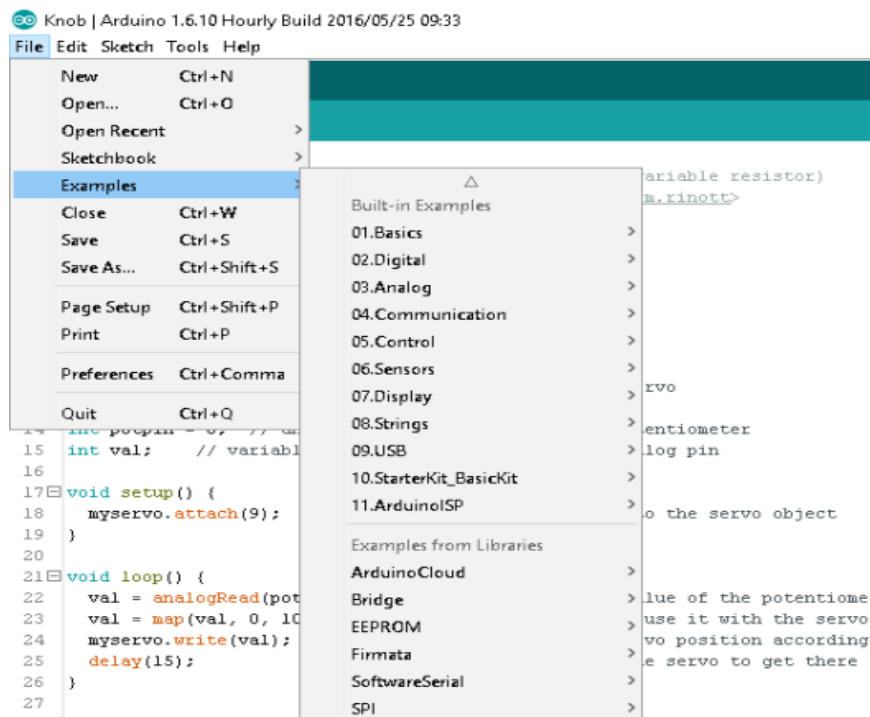 Knob | Arduino 1.6.10 Hourly Build 2016/05/25 09:33
File Edit Sketch Tools Help
New Ctrl+N
Open... Ctrl+O
Open Recent >
Sketchbook >
Examples >
Close Ctrl+W
Save Ctrl+S
Save As... Ctrl+Shift+S
Page Setup Ctrl+Shift+P
Print Ctrl+P
Preferences Ctrl+Comma
Quit Ctrl+Q
Built-in Examples
01.Basics >
02.Digital >
03.Analog >
04.Communication >
05.Control >
06.Sensors >
07.Display >
08.Strings >
09.USB >
10.StarterKit_BasicKit >
11.ArduinoISP >
Examples from Libraries
ArduinoCloud >
Bridge >
EEPROM >
Firmata >
SoftwareSerial >
SPI >
ariable resistor)
m.rinott>
rvo
14 int potpin = 0; // an entiometer
15 int val; // variabl log pin
16
17 void setup() {
18 myservo.attach(9); o the servo object
19 }
20
21 void loop() {
22 val = analogRead(pot lue of the potentiome
23 val = map(val, 0, 10 use it with the servo
24 myservo.write(val); vo position according
25 delay(15); e servo to get there
26 }
27